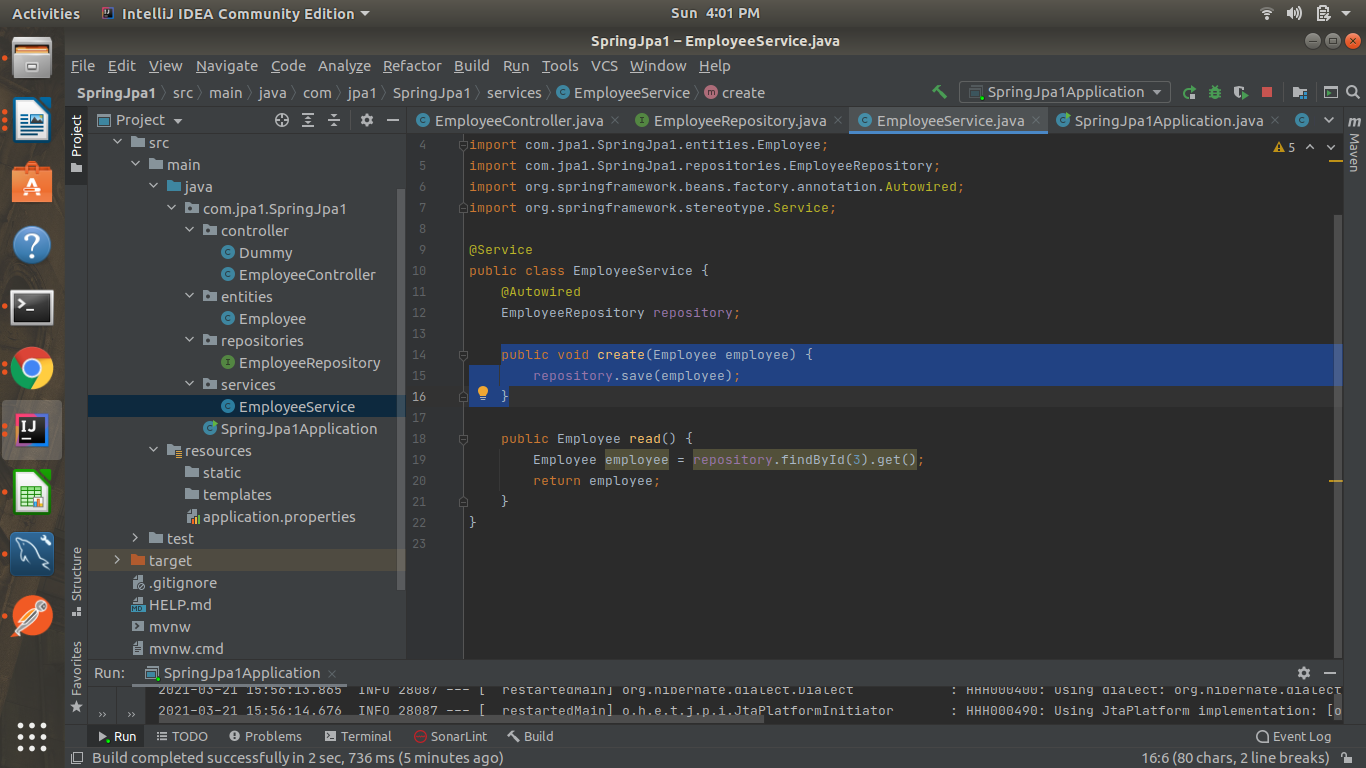 Activities IntelliJ IDEA Community Edition Sun 4:01 PM
SpringJpa1 – EmployeeService.java
File Edit View Navigate Code Analyze Refactor Build Run Tools VCS Window Help
SpringJpa1 src main java com jpa1 SpringJpa1 services EmployeeService create SpringJpa1Application
Project
EmployeeController.java EmployeeRepository.java EmployeeService.java SpringJpa1Application.java
Project
Structure
Favorites
Maven
src
main
java
com.jpa1.SpringJpa1
controller
Dummy
EmployeeController
entities
Employee
repositories
EmployeeRepository
services
EmployeeService
SpringJpa1Application
resources
static
templates
application.properties
test
target
.gitignore
HELP.md
mvnw
mvnw.cmd
5
4 import com.jpa1.SpringJpa1.entities.Employee;
5 import com.jpa1.SpringJpa1.repositories.EmployeeRepository;
6 import org.springframework.beans.factory.annotation.Autowired;
7 import org.springframework.stereotype.Service;
8
9 @Service
10 public class EmployeeService {
11 @Autowired
12 EmployeeRepository repository;
13
14 public void create(Employee employee) {
15 repository.save(employee);
16 }
17
18 public Employee read() {
19 Employee employee = repository.findById(3).get();
20 return employee;
21 }
22 }
23
Run: SpringJpa1Application
2021-03-21 15:56:13.865 INFO 28087 --- [ restartedMain] org.hibernate.dialect.Dialect : HHH000400: Using dialect: org.hibernate.dialect
2021-03-21 15:56:14.676 INFO 28087 --- [ restartedMain] o.h.e.t.j.p.i.JtaPlatformInitiator : HHH000490: Using JtaPlatform implementation: [o
Run TODO Problems Terminal SonarLint Build Event Log
Build completed successfully in 2 sec, 736 ms (5 minutes ago) 16:6 (80 chars, 2 line breaks)